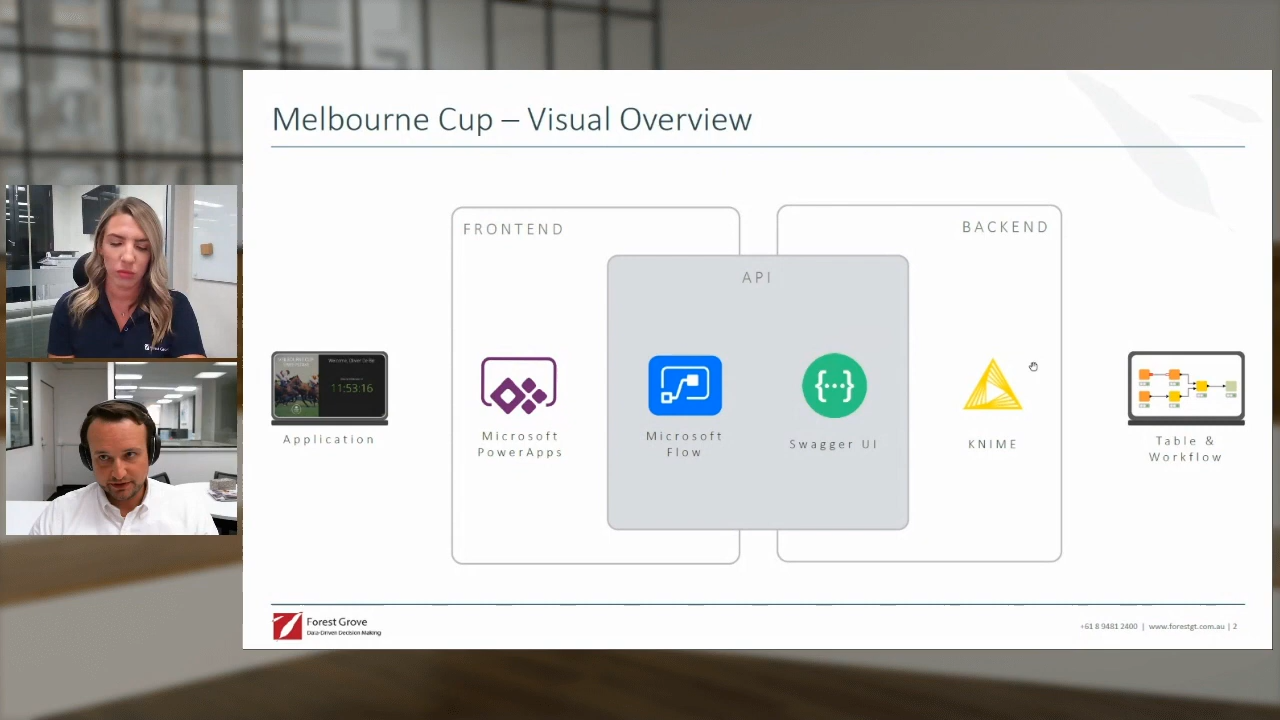 Melbourne Cup – Visual Overview
FRONTEND
BACKEND
API
11:53:16
Application
Microsoft
PowerApps
Microsoft
Flow
Swagger UI
KNIME
Table &
Workflow
Forest Grove
Data-Driven Decision Making
+61 8 9481 2400 | www.forestgt.com.au | 2